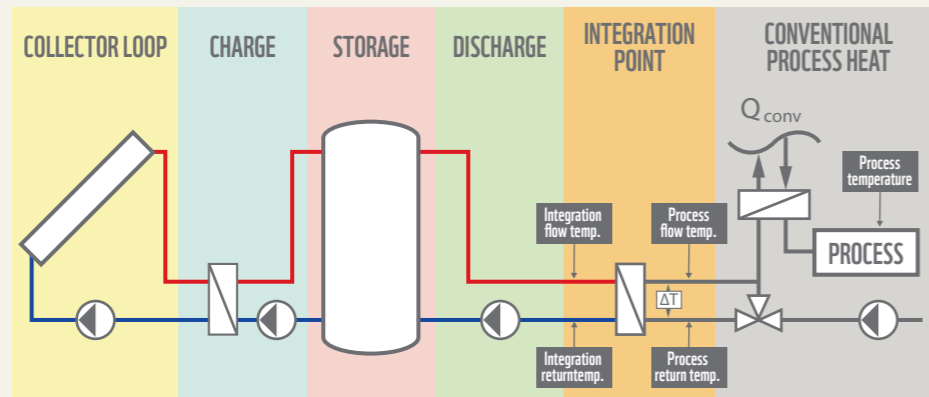 COLLECTOR LOOP
CHARGE
STORAGE
DISCHARGE
INTEGRATION
POINT
CONVENTIONAL
PROCESS HEAT
Qconv
Process
temperature
Integration
flow temp.
Process
flow temp.
PROCESS
ΔT
Integration
returntemp.
Process
return temp.